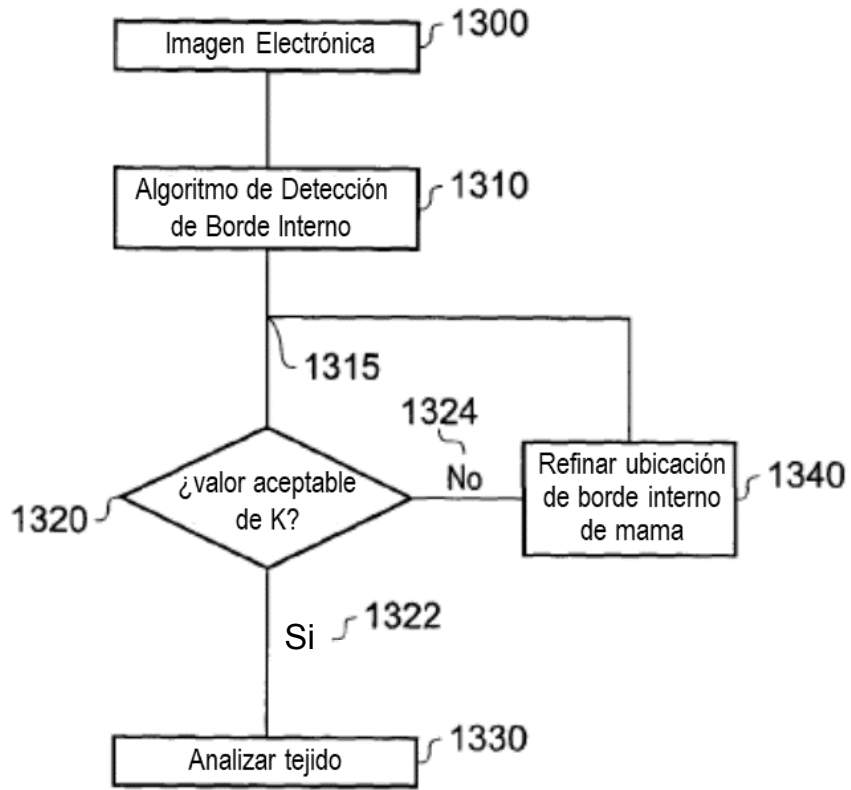 1300
Imagen Electrónica
1310
Algoritmo de Detección
de Borde Interno
1315
1324
¿valor aceptable
de K?
No
Refinar ubicación
de borde interno
de mama
1340
1320
Si
1322
1330
Analizar tejido